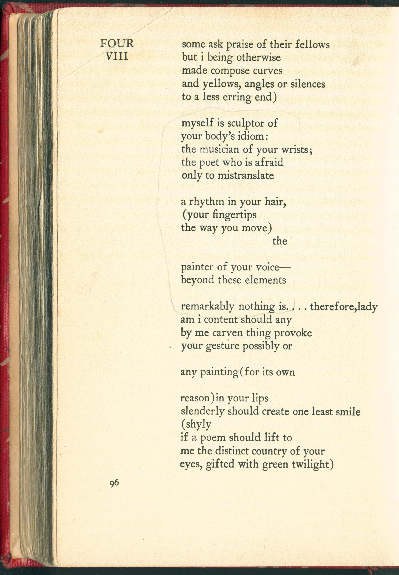 FOUR
VIII
some ask praise of their fellows
but i being otherwise
made compose curves
and yellows, angles or silences
to a less erring end)
myself is sculptor of
your body's idiom:
the musician of your wrists;
the poet who is afraid
only to mistranslate
a rhythm in your hair,
(your fingertips
the way you move)
the
painter of your voice—
beyond these elements
remarkably nothing is. . . . therefore,lady
am i content should any
by me carven thing provoke
your gesture possibly or
any painting(for its own
reason)in your lips
slenderly should create one least smile
(shyly
if a poem should lift to
me the distinct country of your
eyes, gifted with green twilight)
96